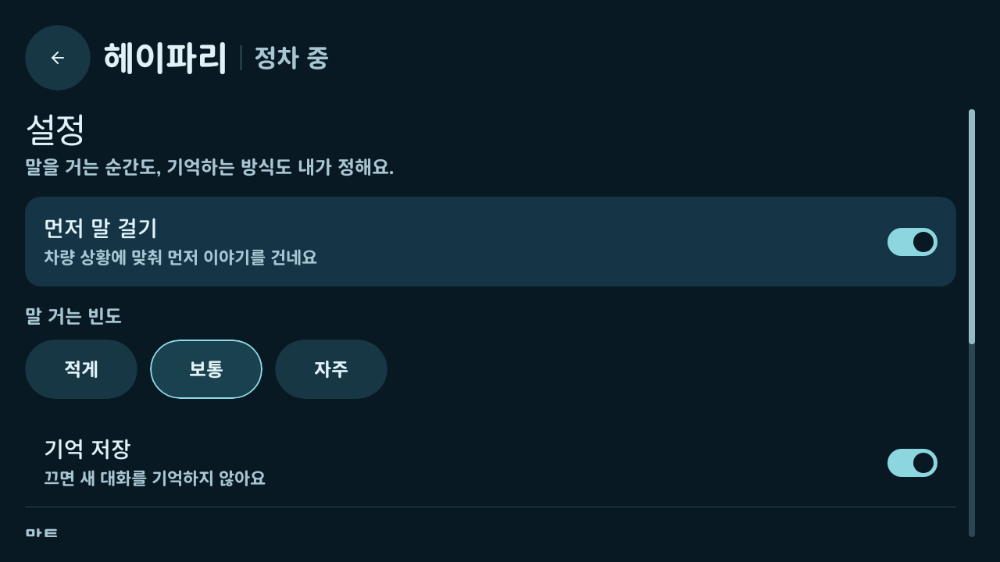 헤이파리
정차 중
설정
말을 거는 순간도, 기억하는 방식도 내가 정해요.
먼저 말 걸기
차량 상황에 맞춰 먼저 이야기를 건네요
말 거는 빈도
적게
보통
자주
기억 저장
끄면 새 대화를 기억하지 않아요